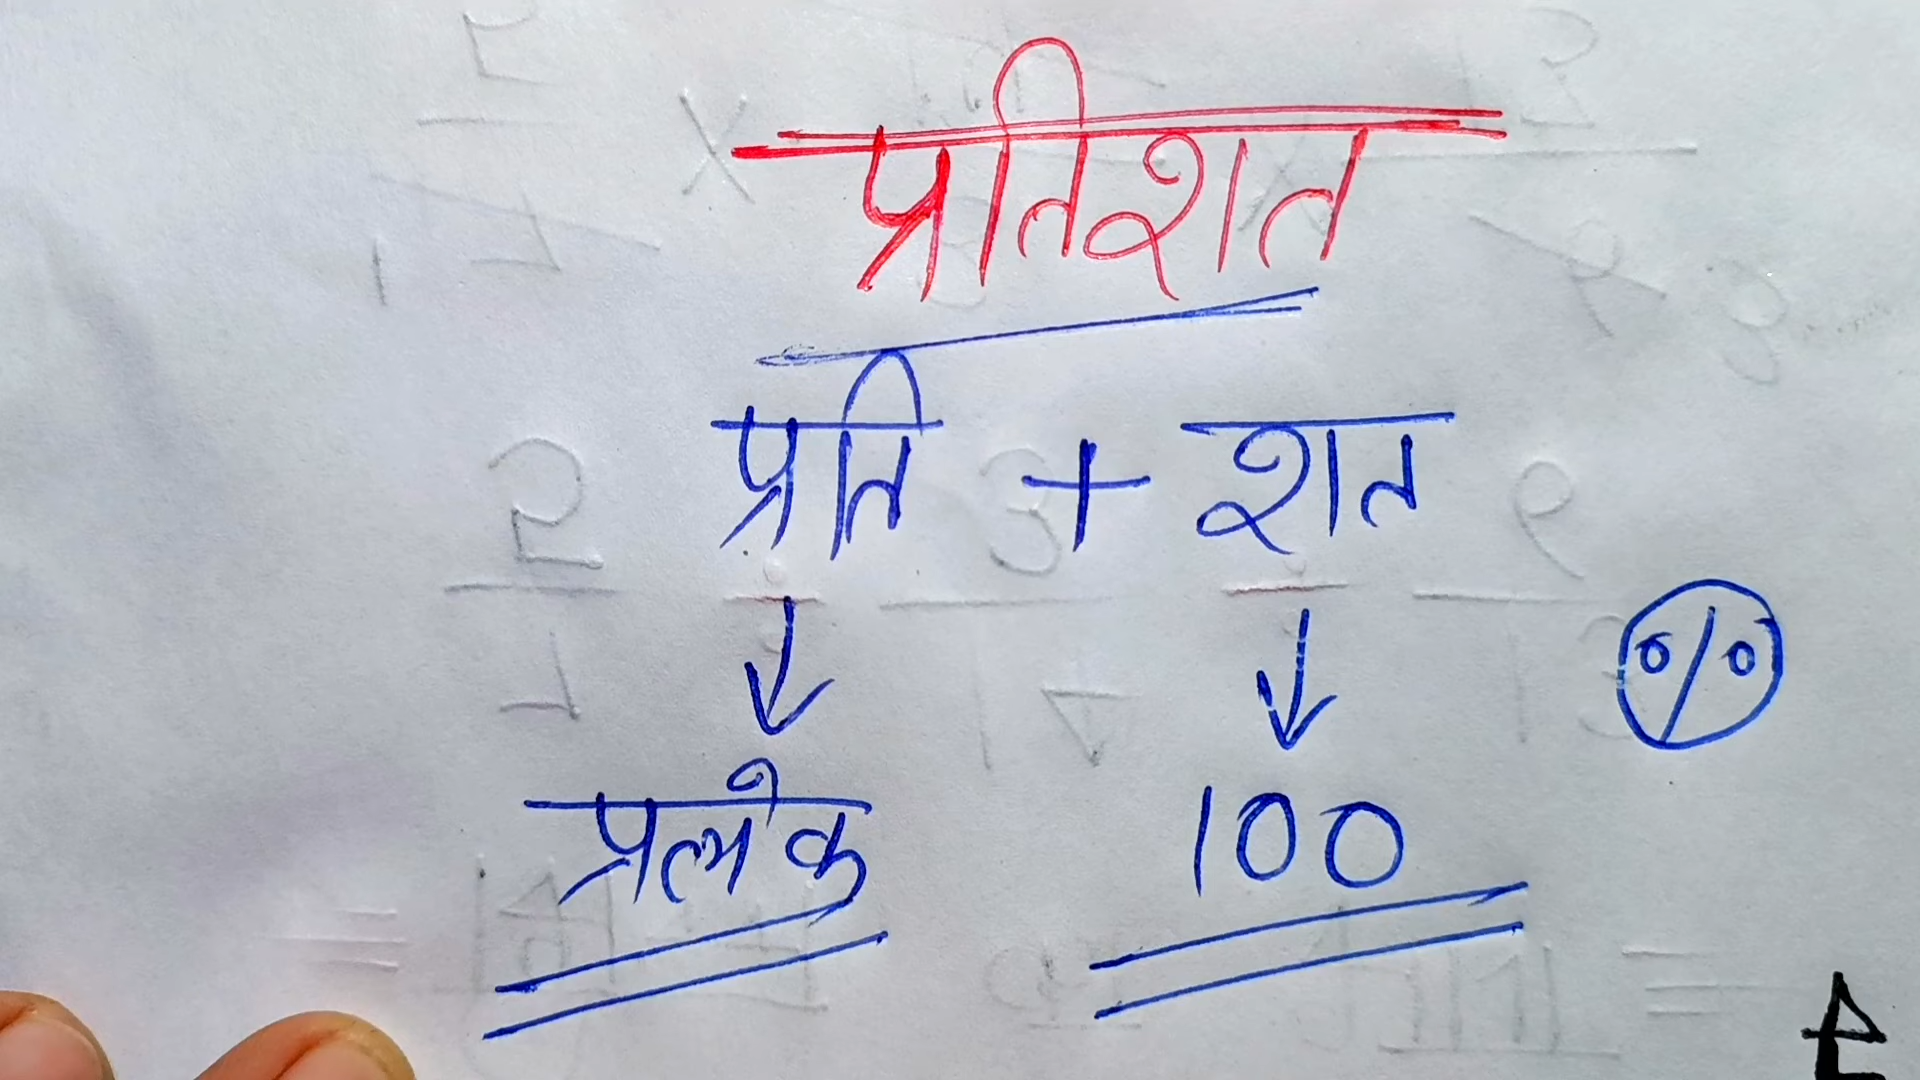 प्रतिशत
प्रति + शत
↓ ↓ %
प्रत्येक 100